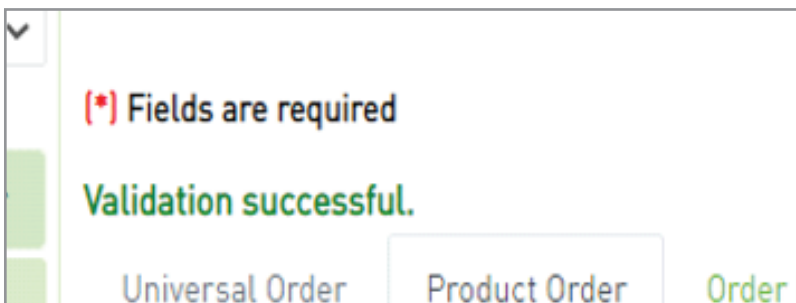 (*) Fields are required
Validation successful.
Universal Order Product Order Order